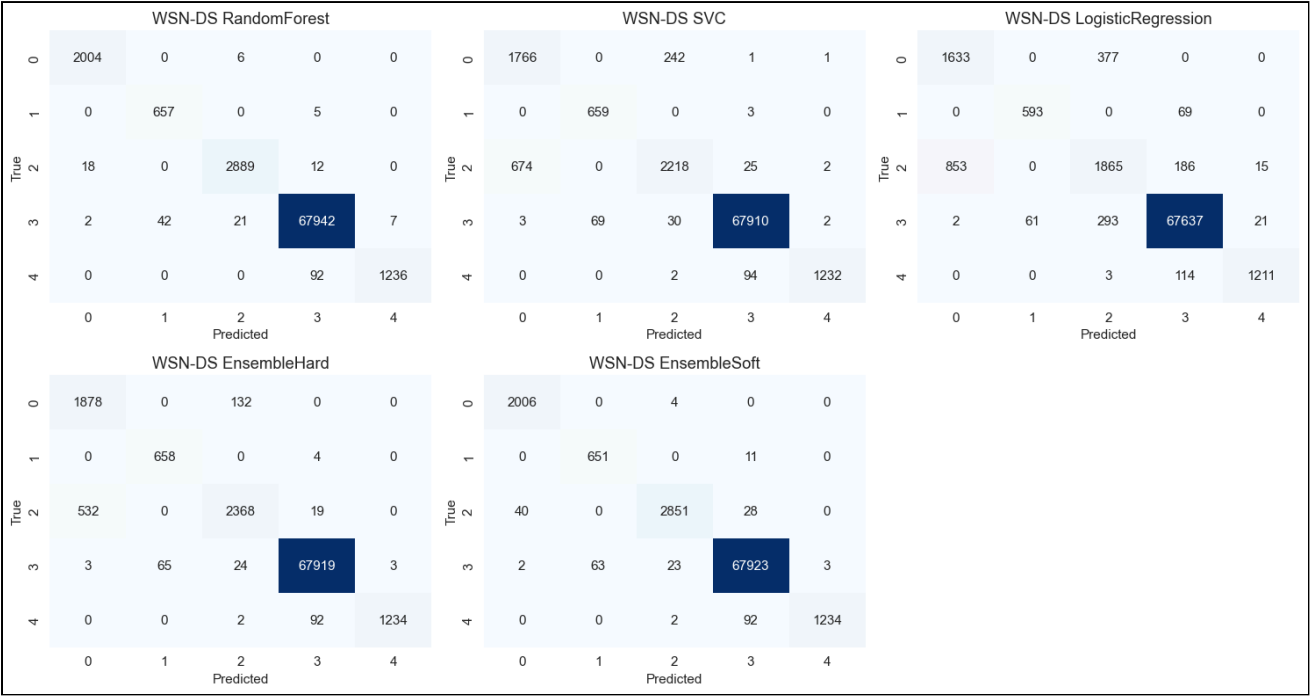 WSN-DS RandomForest
0 2004 0 6 0 0
1 0 657 0 5 0
True
2 18 0 2889 12 0
3 2 42 21 67942 7
4 0 0 0 92 1236
0 1 2 3 4
Predicted
WSN-DS SVC
0 1766 0 242 1 1
1 0 659 0 3 0
True
2 674 0 2218 25 2
3 3 69 30 67910 2
4 0 0 2 94 1232
0 1 2 3 4
Predicted
WSN-DS LogisticRegression
0 1633 0 377 0 0
1 0 593 0 69 0
True
2 853 0 1865 186 15
3 2 61 293 67637 21
4 0 0 3 114 1211
0 1 2 3 4
Predicted
WSN-DS EnsembleHard
0 1878 0 132 0 0
1 0 658 0 4 0
True
2 532 0 2368 19 0
3 3 65 24 67919 3
4 0 0 2 92 1234
0 1 2 3 4
Predicted
WSN-DS EnsembleSoft
0 2006 0 4 0 0
1 0 651 0 11 0
True
2 40 0 2851 28 0
3 2 63 23 67923 3
4 0 0 2 92 1234
0 1 2 3 4
Predicted